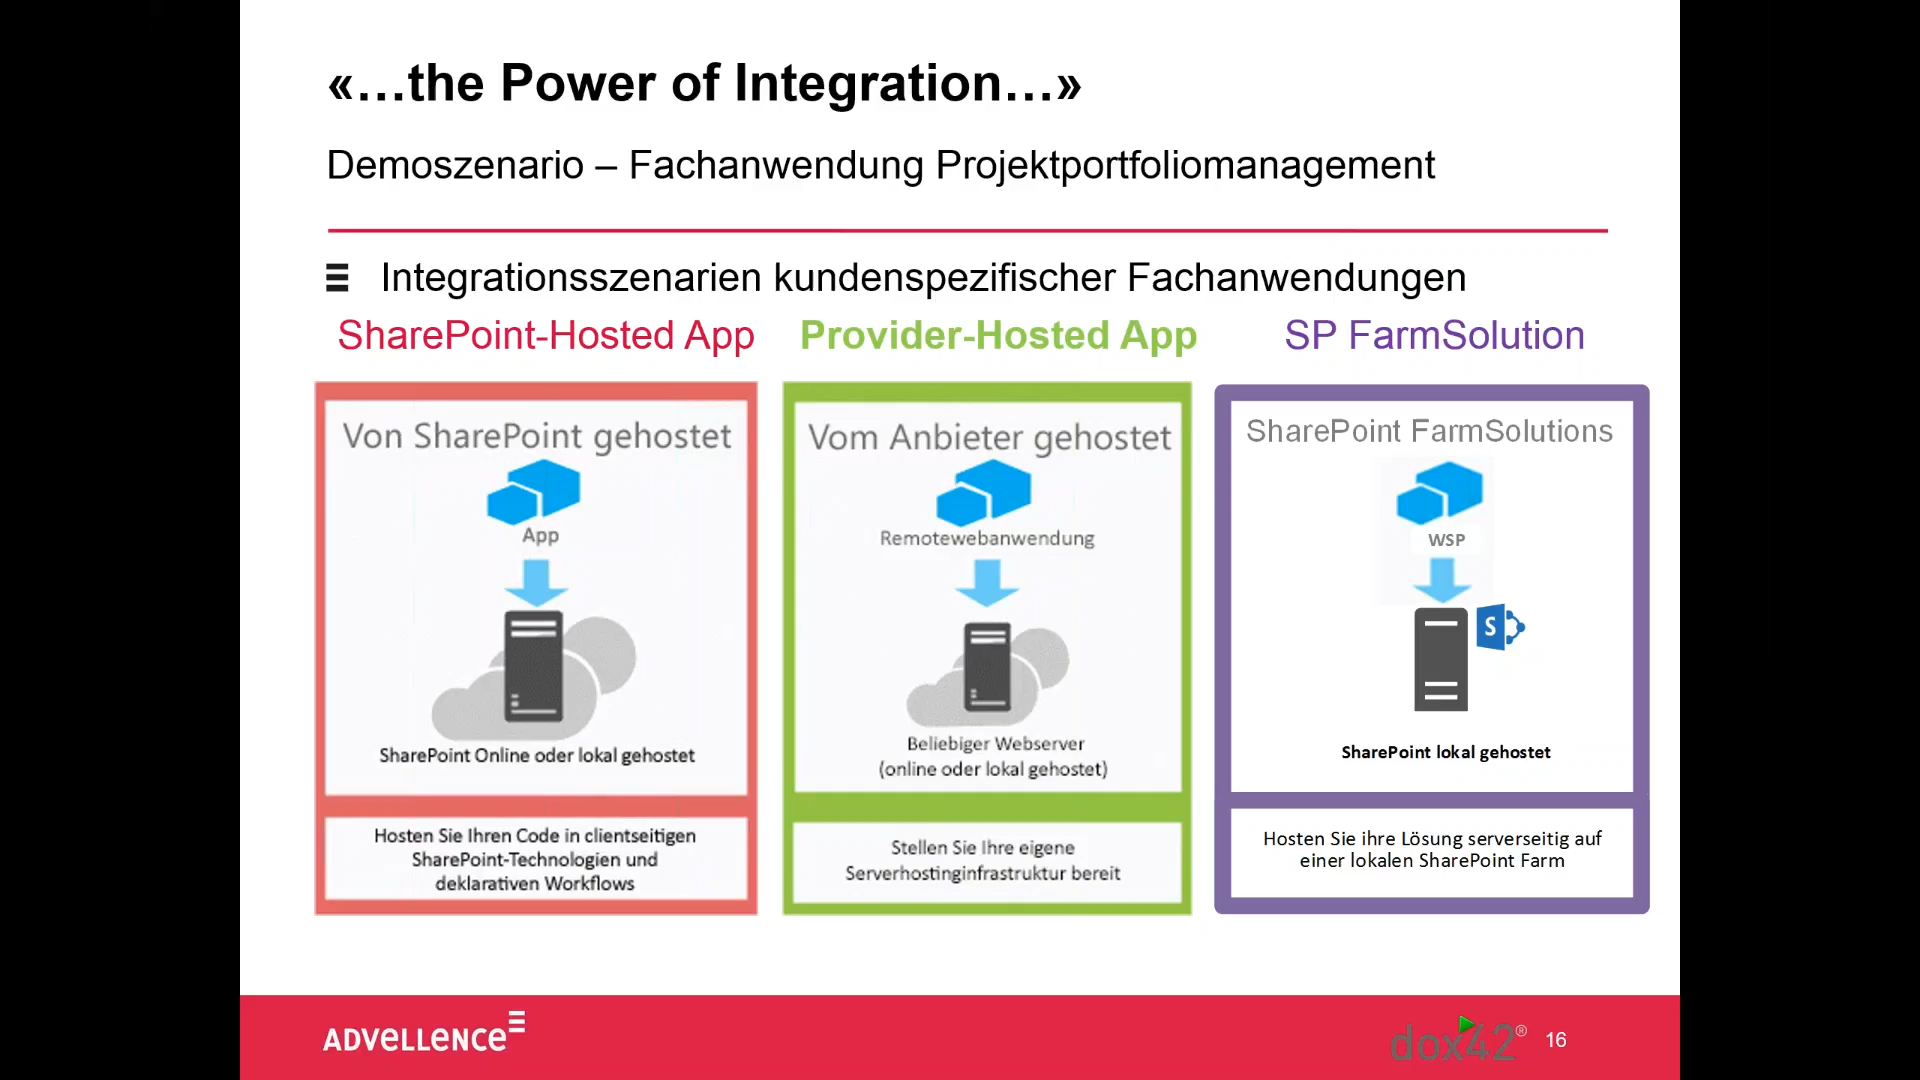 «…the Power of Integration…»
Demoszenario – Fachanwendung Projektportfoliomanagement
Integrationsszenarien kundenspezifischer Fachanwendungen
SharePoint-Hosted App
Provider-Hosted App
SP FarmSolution
Von SharePoint gehostet
App
SharePoint Online oder lokal gehostet
Hosten Sie Ihren Code in clientseitigen
SharePoint-Technologien und
deklarativen Workflows
Vom Anbieter gehostet
Remotewebanwendung
Beliebiger Webserver
(online oder lokal gehostet)
Stellen Sie Ihre eigene
Serverhostinginfrastruktur bereit
SharePoint FarmSolutions
WSP
S
SharePoint lokal gehostet
Hosten Sie ihre Lösung serverseitig auf
einer lokalen SharePoint Farm
ADVELLENCE
dox42®
16